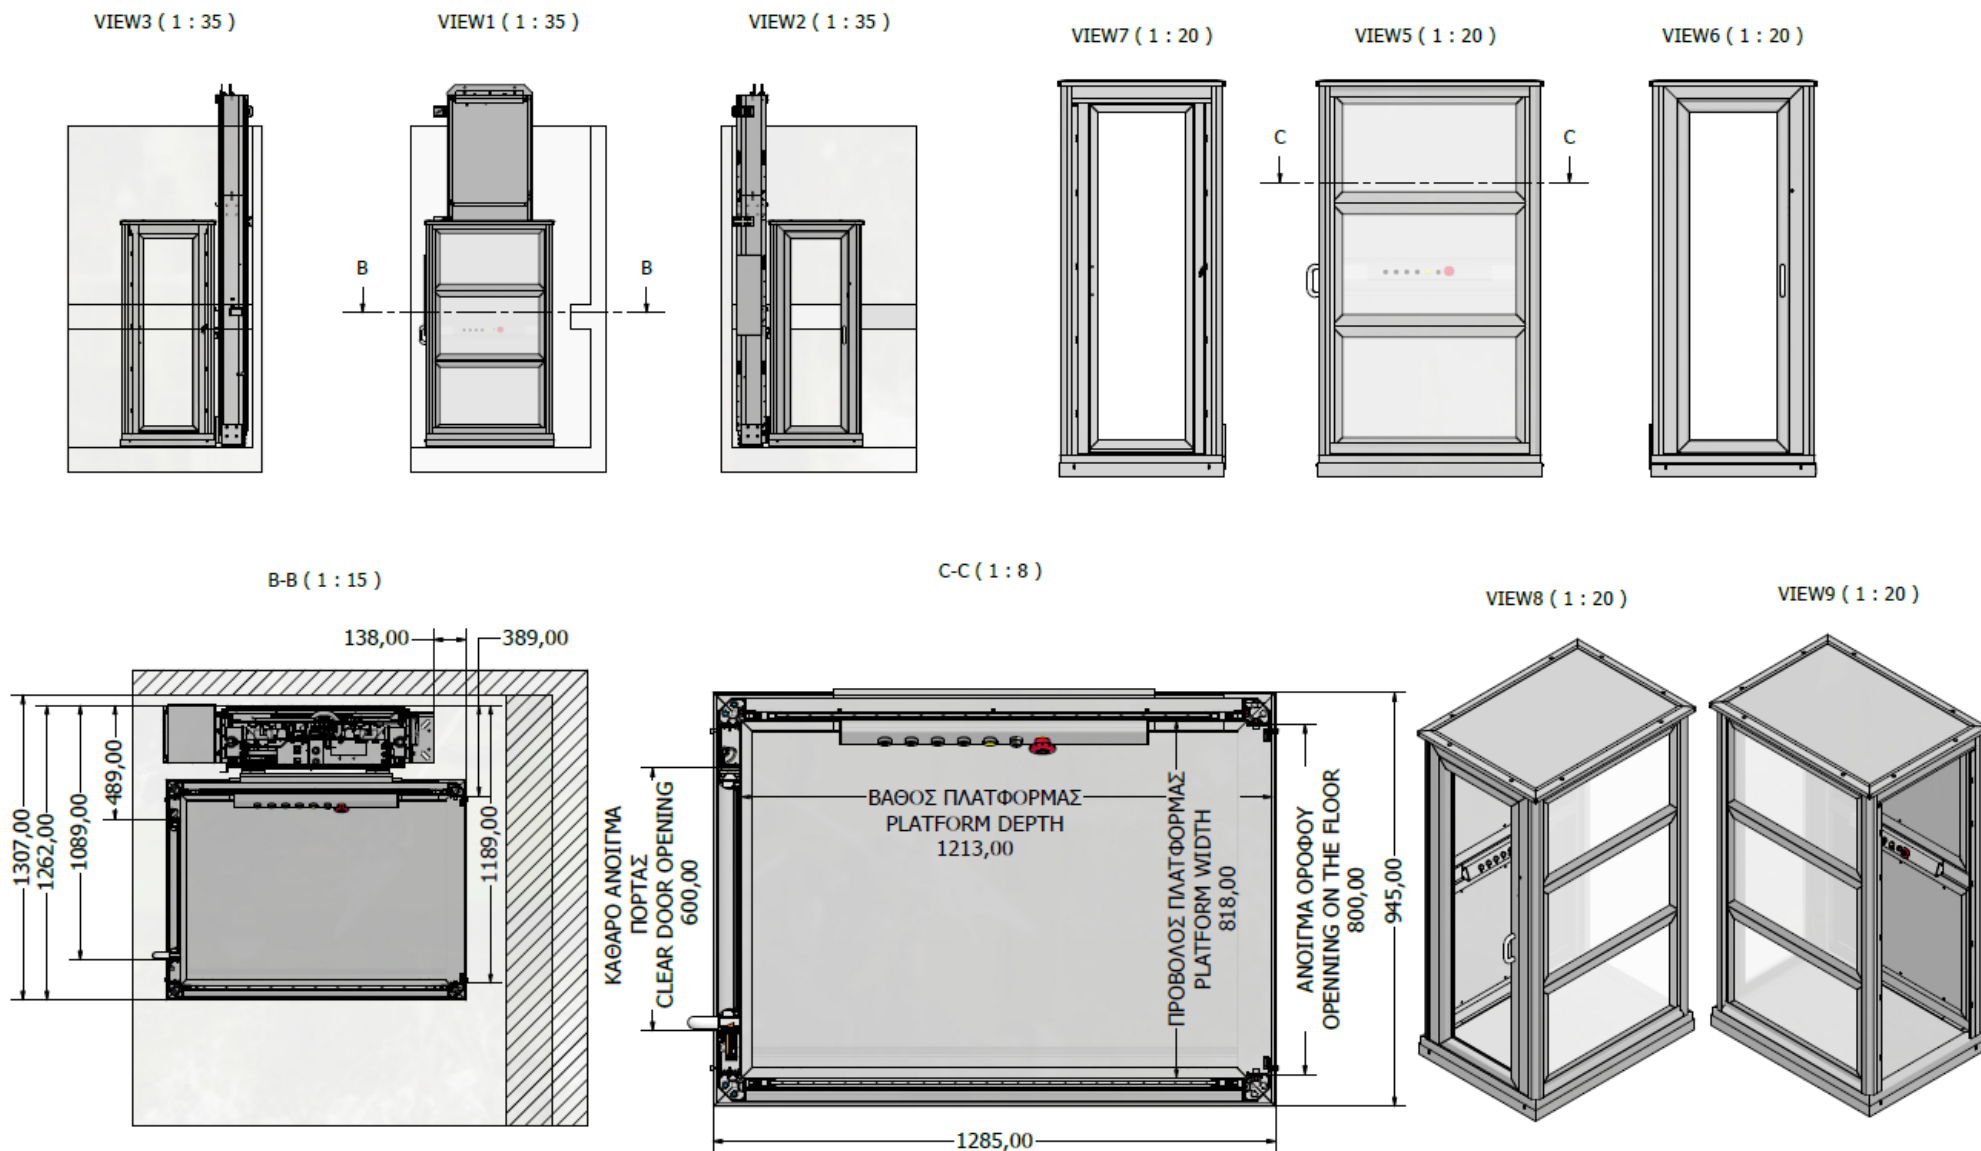 VIEW3 ( 1 : 35 )
VIEW1 ( 1 : 35 )
VIEW2 ( 1 : 35 )
VIEW7 ( 1 : 20 )
VIEW5 ( 1 : 20 )
VIEW6 ( 1 : 20 )
C
C
B
B
B-B ( 1 : 15 )
C-C ( 1 : 8 )
VIEW8 ( 1 : 20 )
VIEW9 ( 1 : 20 )
138,00
389,00
1307,00
1262,00
1089,00
489,00
1189,00
ΚΑΘΑΡΟ ΑΝΟΙΓΜΑ
ΠΟΡΤΑΣ
CLEAR DOOR OPENING
600,00
ΒΑΘΟΣ ΠΛΑΤΦΟΡΜΑΣ
PLATFORM DEPTH
1213,00
ΠΡΟΒΟΛΟΣ ΠΛΑΤΦΟΡΜΑΣ
PLATFORM WIDTH
818,00
ΑΝΟΙΓΜΑ ΟΡΟΦΟΥ
OPENNING ON THE FLOOR
800,00
945,00
1285,00